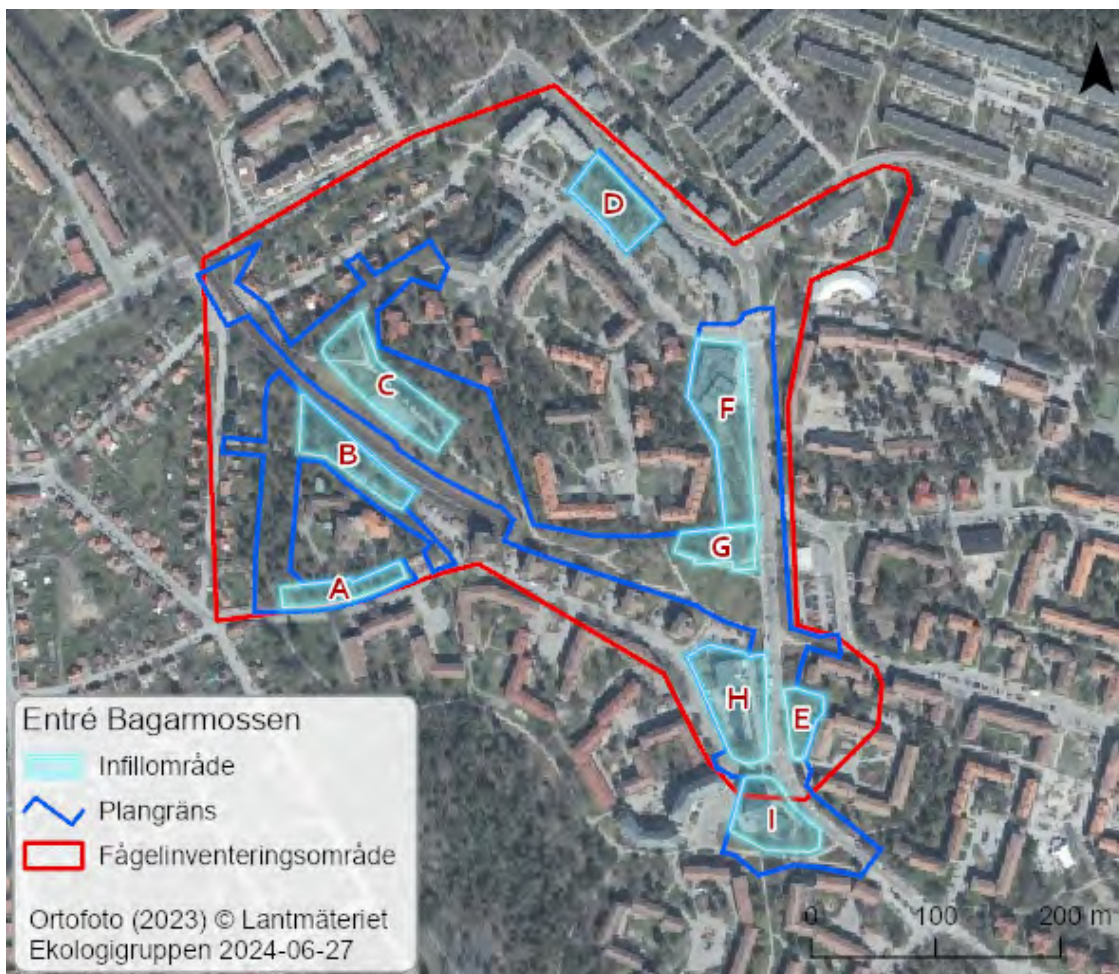 D
C
F
B
G
A
H
E
I
Entré Bagarmossen
Infillområde
Plangräns
Fågelinventeringsområde
Ortofoto (2023) © Lantmäteriet
Ekologigruppen 2024-06-27
0 100 200 m